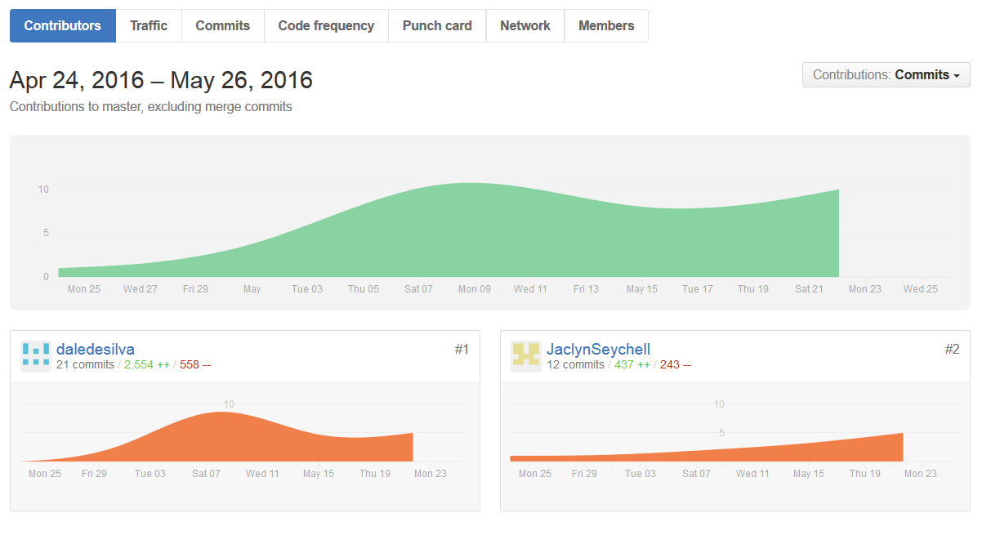 Contributors Traffic Commits Code frequency Punch card Network Members
Apr 24, 2016 – May 26, 2016
Contributions: Commits
Contributions to master, excluding merge commits
10
5
0
Mon 25 Wed 27 Fri 29 May Tue 03 Thu 05 Sat 07 Mon 09 Wed 11 Fri 13 May 15 Tue 17 Thu 19 Sat 21 Mon 23 Wed 25
daledesilva #1
21 commits / 2,554 ++ / 558 --
10
Mon 25 Fri 29 Tue 03 Sat 07 Wed 11 May 15 Thu 19 Mon 23
JaclynSeychell #2
12 commits / 437 ++ / 243 --
10
5
Mon 25 Fri 29 Tue 03 Sat 07 Wed 11 May 15 Thu 19 Mon 23